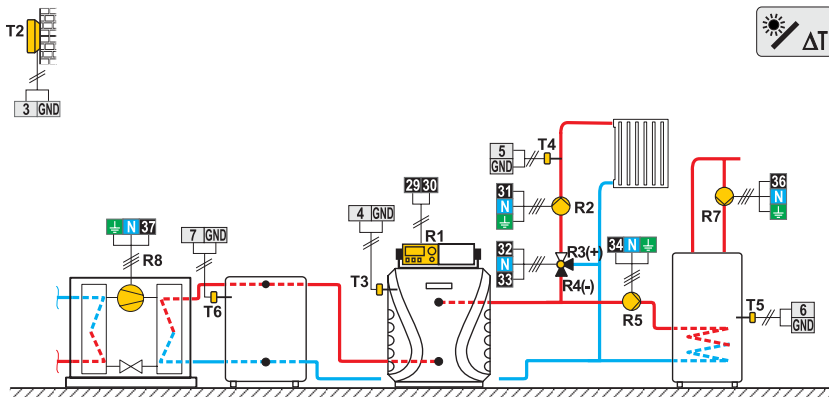 T2
ΔT
3 GND
5
GND
T4
29 30
31
N
R2
36
N
R7
N 37
R8
7 GND
4 GND
R1
32
N
33
R3(+)
R4(-)
34 N
T3
T6
R5
T5
6
GND